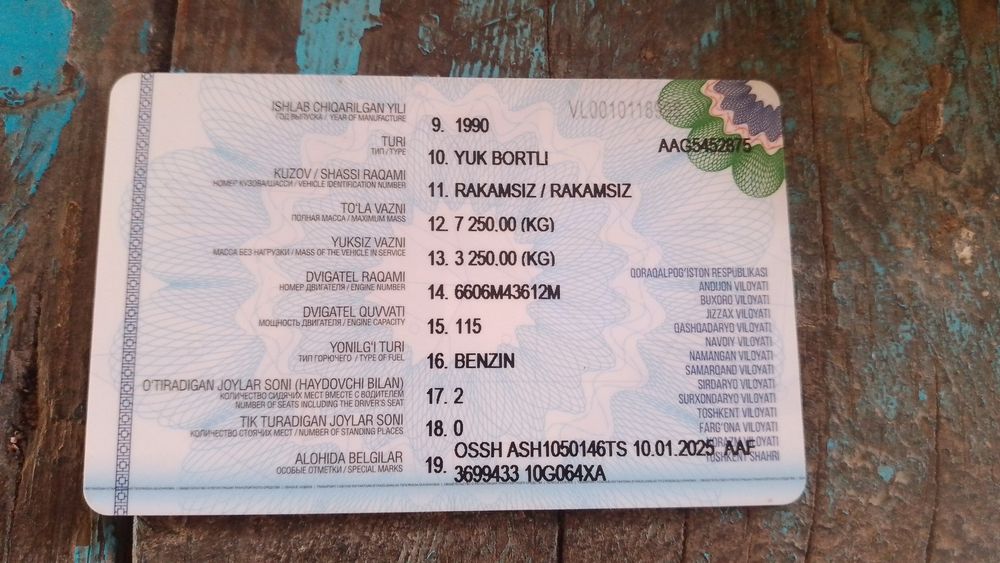 VL0010118
AAG5452875
ISHLAB CHIQARILGAN YILI
ГОД ВЫПУСКА / YEAR OF MANUFACTURE
9. 1990
TURI
ТИП / TYPE
10. YUK BORTLI
KUZOV / SHASSI RAQAMI
НОМЕР КУЗОВА/ШАССИ / VEHICLE IDENTIFICATION NUMBER
11. RAKAMSIZ / RAKAMSIZ
TO'LA VAZNI
ПОЛНАЯ МАССА / MAXIMUM MASS
12. 7 250.00 (KG)
YUKSIZ VAZNI
МАССА БЕЗ НАГРУЗКИ / MASS OF THE VEHICLE IN SERVICE
13. 3 250.00 (KG)
DVIGATEL RAQAMI
НОМЕР ДВИГАТЕЛЯ / ENGINE NUMBER
14. 6606M43612M
DVIGATEL QUVVATI
МОЩНОСТЬ ДВИГАТЕЛЯ / ENGINE CAPACITY
15. 115
YONILG'I TURI
ТИП ГОРЮЧЕГО / TYPE OF FUEL
16. BENZIN
O'TIRADIGAN JOYLAR SONI (HAYDOVCHI BILAN)
КОЛИЧЕСТВО СИДЯЧИХ МЕСТ ВМЕСТЕ С ВОДИТЕЛЕМ
NUMBER OF SEATS INCLUDING THE DRIVER'S SEAT
17. 2
TIK TURADIGAN JOYLAR SONI
КОЛИЧЕСТВО СТОЯЧИХ МЕСТ / NUMBER OF STANDING PLACES
18. 0
ALOHIDA BELGILAR
ОСОБЫЕ ОТМЕТКИ / SPECIAL MARKS
19. OSSH ASH1050146TS 10.01.2025 AAF
3699433 10G064XA
QORAQALPOG'ISTON RESPUBLIKASI
ANDIJON VILOYATI
BUXORO VILOYATI
JIZZAX VILOYATI
QASHQADARYO VILOYATI
NAVOIY VILOYATI
NAMANGAN VILOYATI
SAMARQAND VILOYATI
SIRDARYO VILOYATI
SURXONDARYO VILOYATI
TOSHKENT VILOYATI
FARG'ONA VILOYATI
XORAZM VILOYATI
TOSHKENT SHAHRI